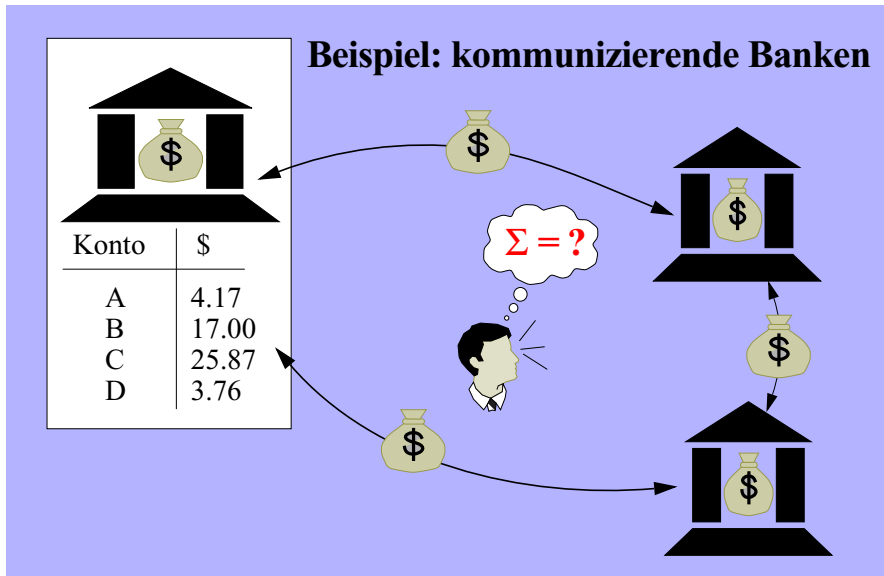 Beispiel: kommunizierende Banken
$
$
$
Σ = ?
Konto $
A 4.17
B 17.00
C 25.87
D 3.76
$
$
$